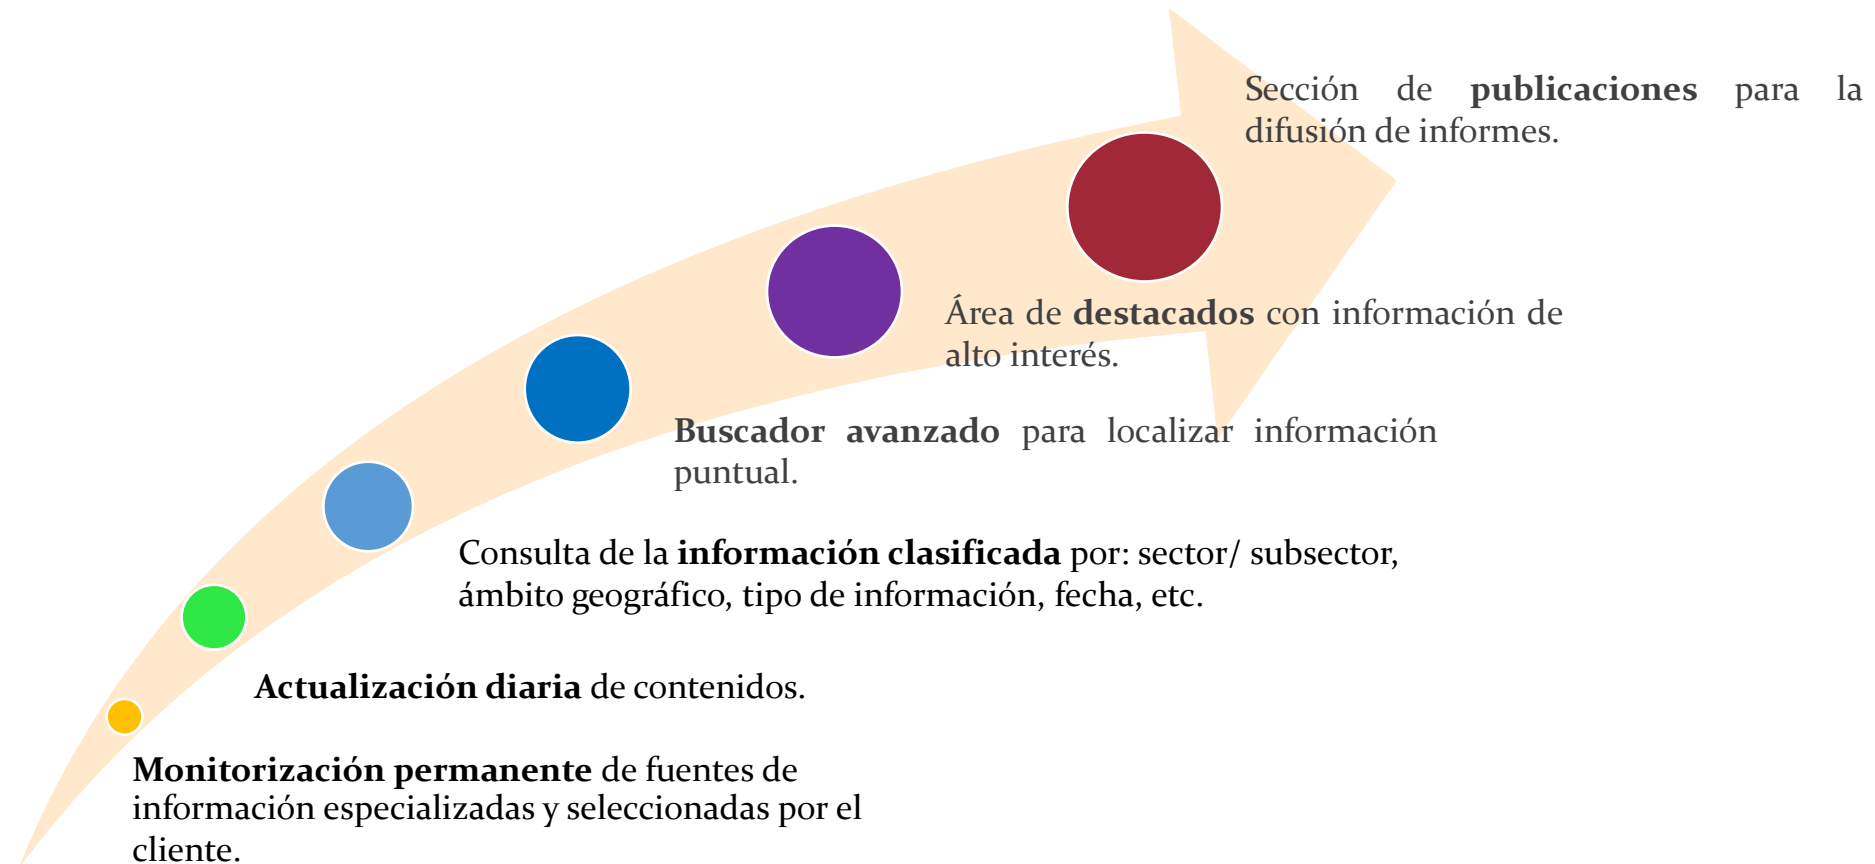 Sección de publicaciones para la
difusión de informes.
Área de destacados con información de
alto interés.
Buscador avanzado para localizar información
puntual.
Consulta de la información clasificada por: sector/ subsector,
ámbito geográfico, tipo de información, fecha, etc.
Actualización diaria de contenidos.
Monitorización permanente de fuentes de
información especializadas y seleccionadas por el
cliente.